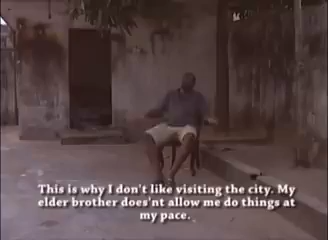 This is why I don't like visiting the city. My
elder brother does'nt allow me do things at
my pace.